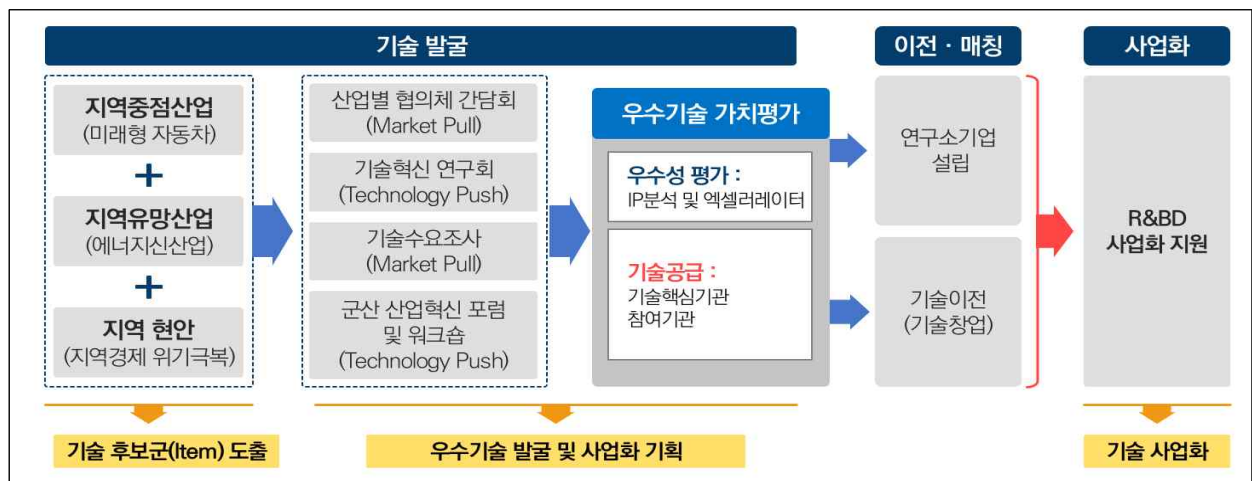 기술 발굴
이전 · 매칭
사업화
지역중점산업
(미래형 자동차)
+
지역유망산업
(에너지신산업)
+
지역 현안
(지역경제 위기극복)
산업별 협의체 간담회
(Market Pull)
기술혁신 연구회
(Technology Push)
기술수요조사
(Market Pull)
군산 산업혁신 포럼
및 워크숍
(Technology Push)
우수기술 가치평가
우수성 평가 :
IP분석 및 엑셀러레이터
기술공급 :
기술핵심기관
참여기관
연구소기업
설립
기술이전
(기술창업)
R&BD
사업화 지원
기술 후보군(Item) 도출
우수기술 발굴 및 사업화 기획
기술 사업화